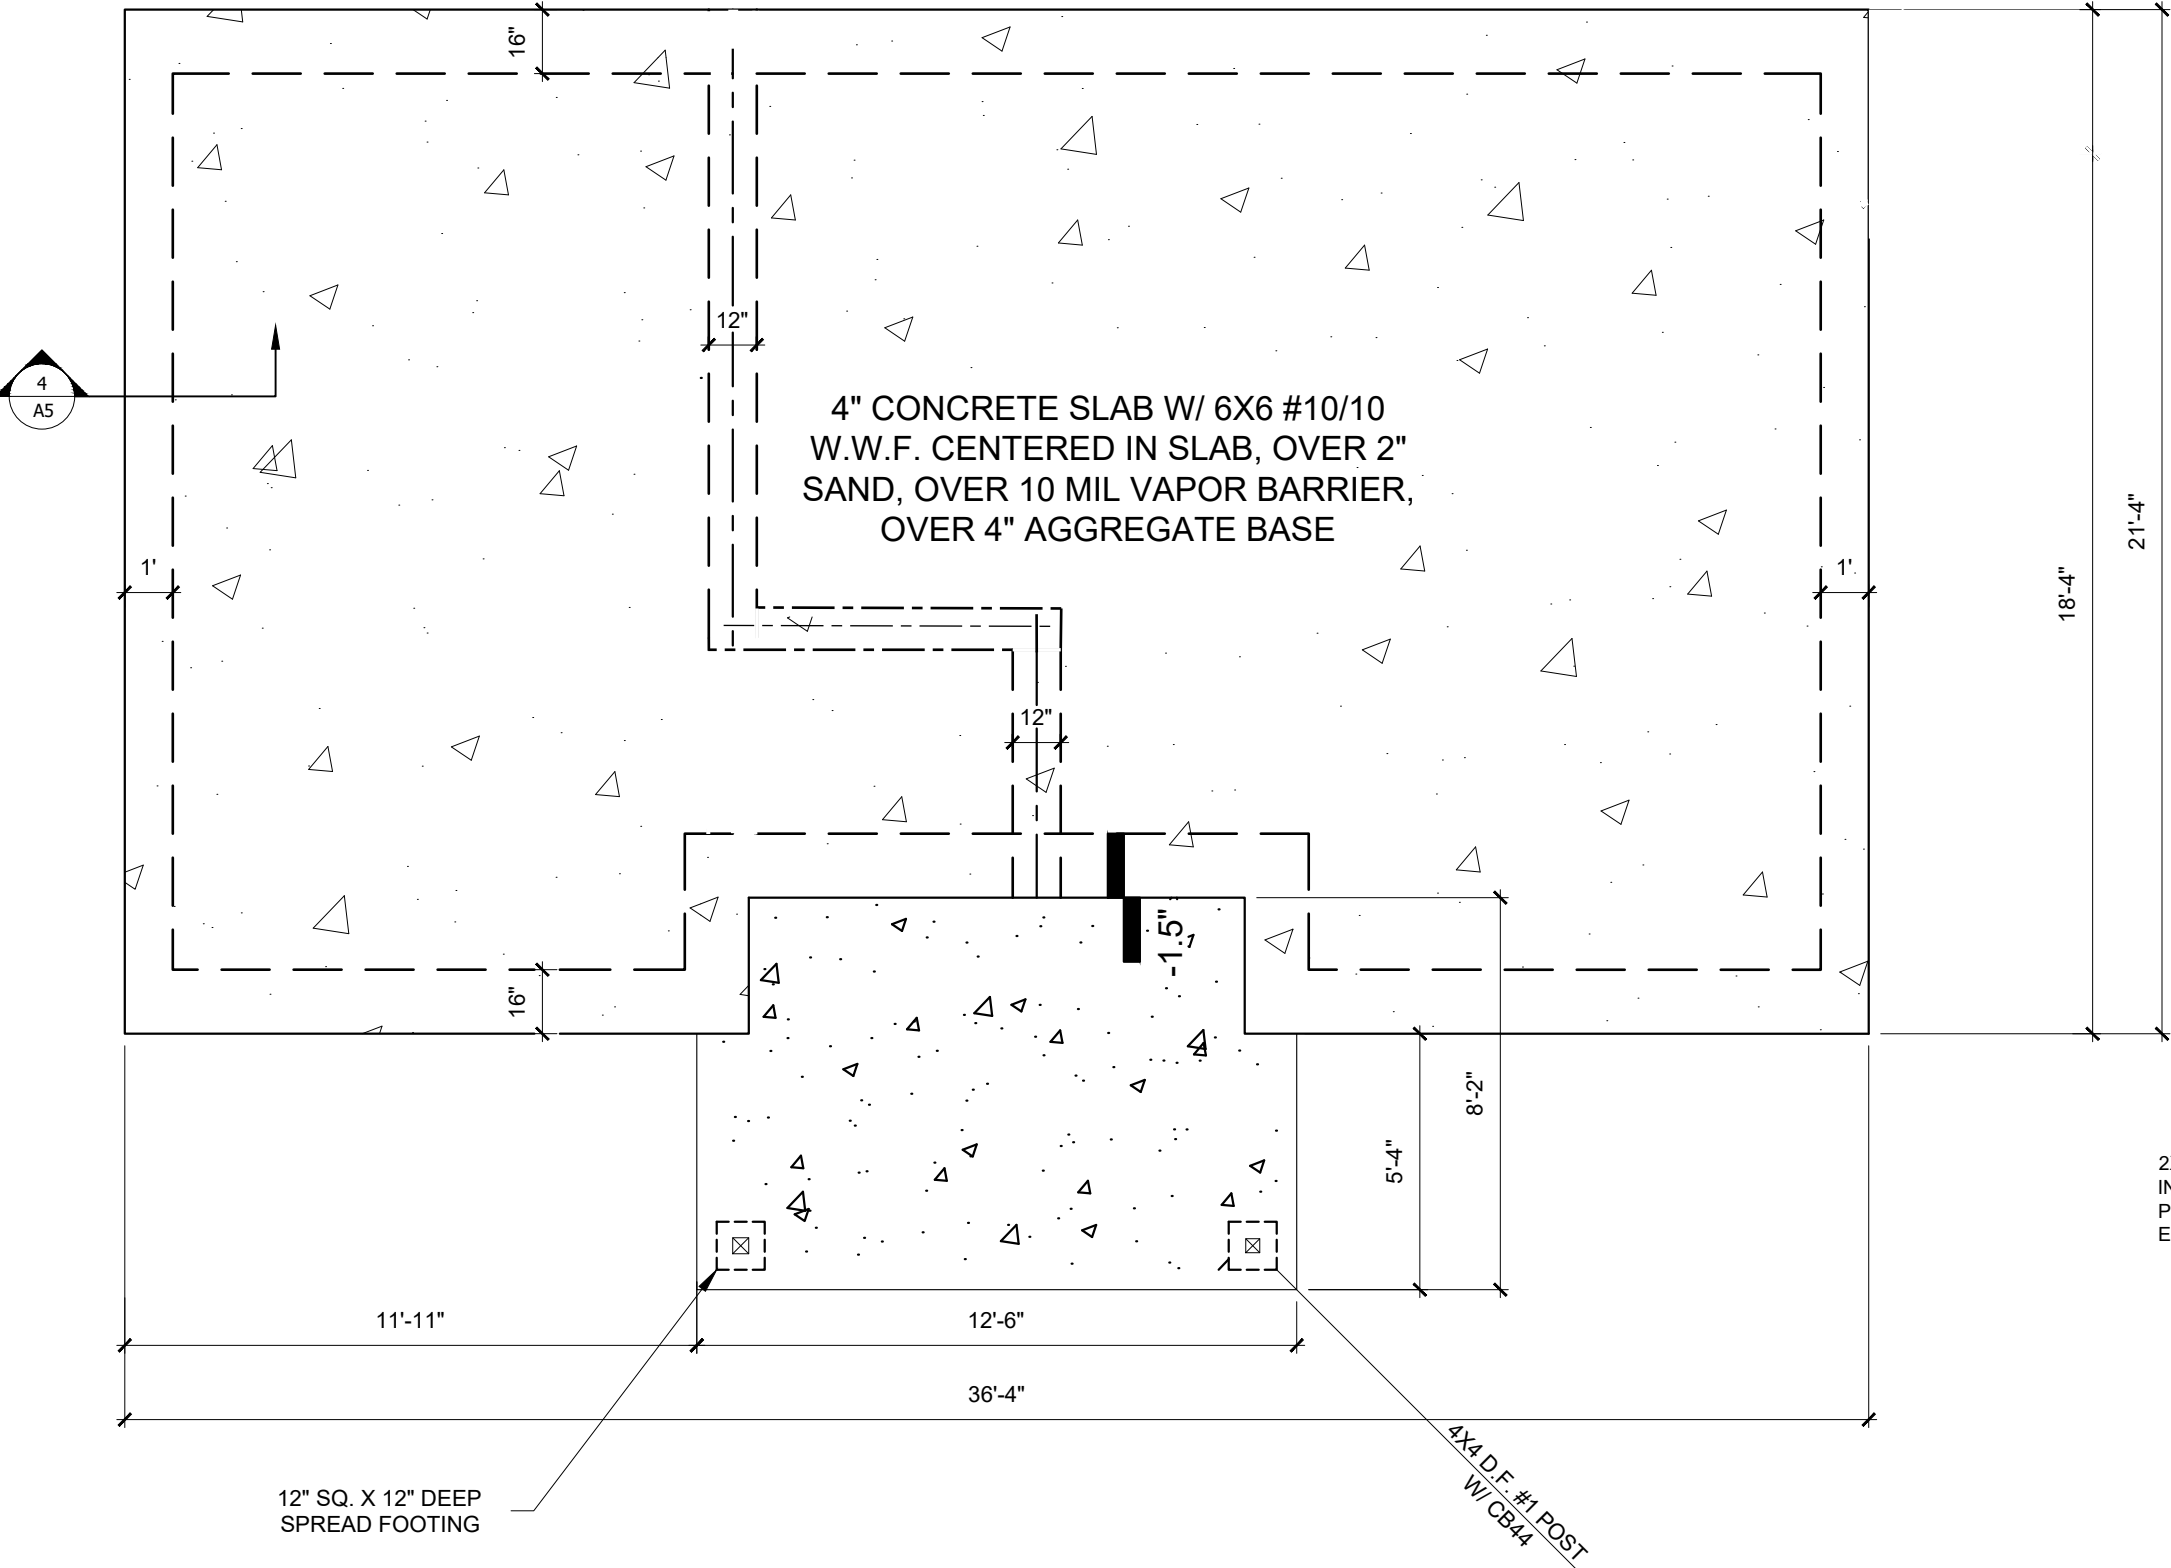 16"
12"
4
A5
4" CONCRETE SLAB W/ 6X6 #10/10
W.W.F. CENTERED IN SLAB, OVER 2"
SAND, OVER 10 MIL VAPOR BARRIER,
OVER 4" AGGREGATE BASE
1'
1'
18'-4"
21'-4"
12"
-1.5"
16"
8'-2"
5'-4"
11'-11"
12'-6"
36'-4"
12" SQ. X 12" DEEP
SPREAD FOOTING
4X4 D.F. #1 POST
W/ CB44